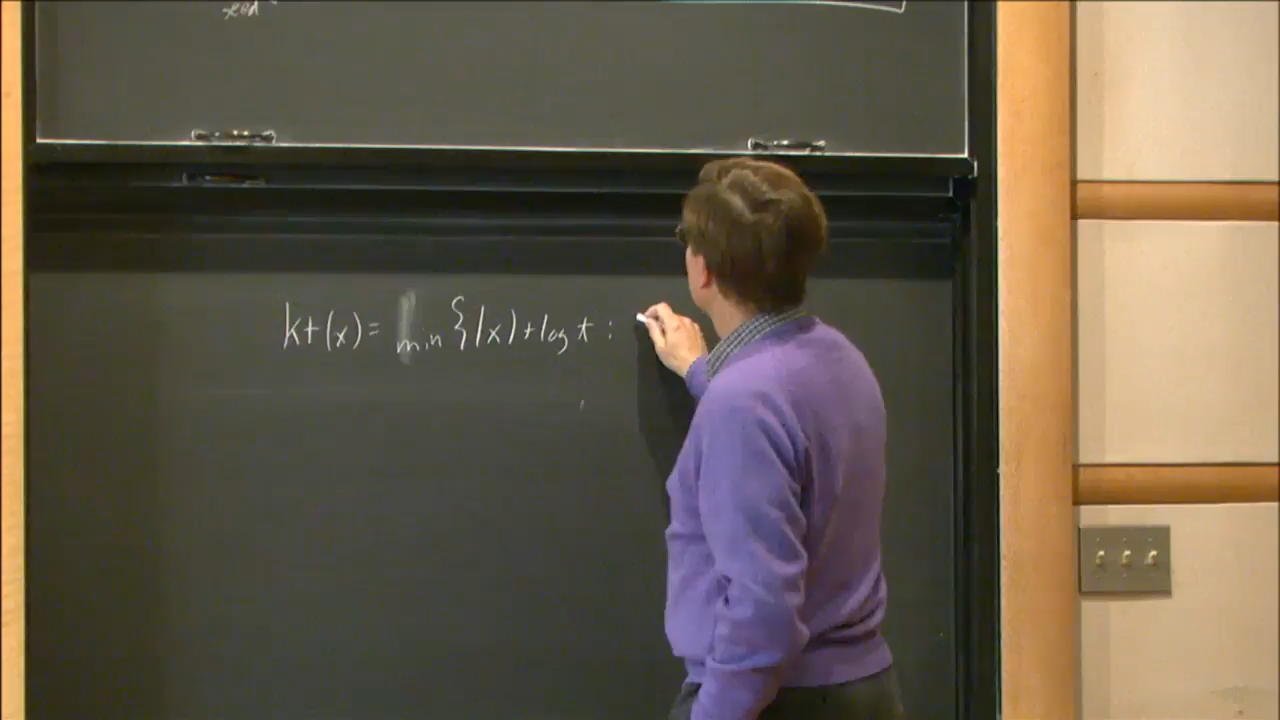 kt(x) = min {|x) + log t :